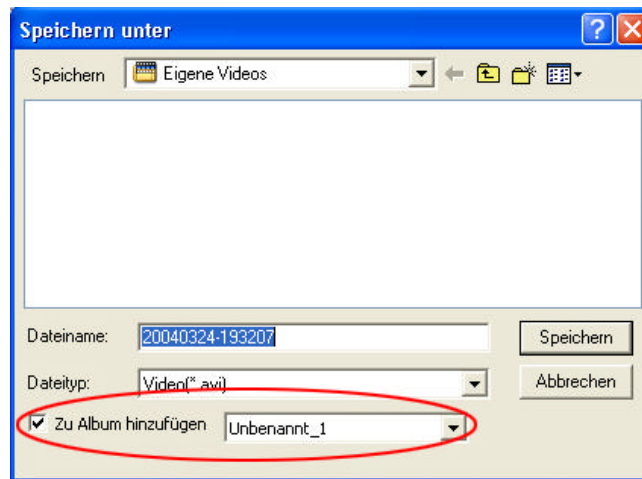 Speichern unter
Speichern Eigene Videos
Dateiname: 20040324-193207 Speichern
Dateityp: Video(*.avi) Abbrechen
Zu Album hinzufügen Unbenannt_1